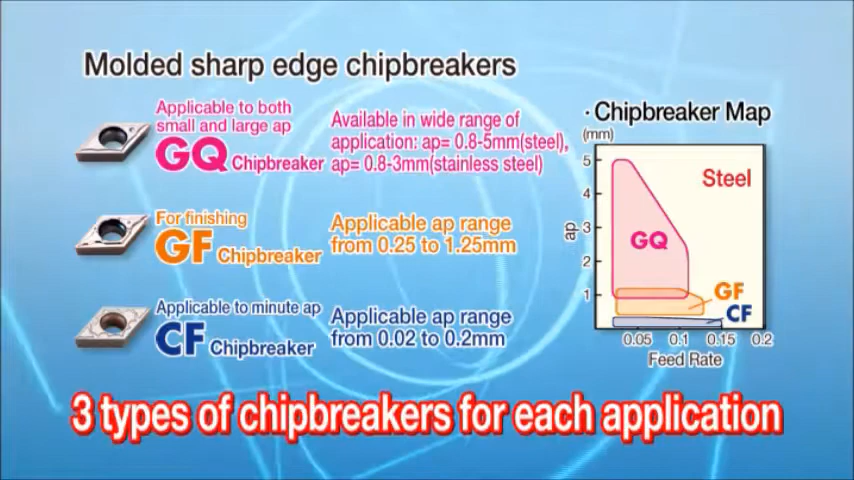 Molded sharp edge chipbreakers
Applicable to both
small and large ap
GQ Chipbreaker
Available in wide range of
application: ap= 0.8-5mm(steel),
ap= 0.8-3mm(stainless steel)
For finishing
GF Chipbreaker
Applicable ap range
from 0.25 to 1.25mm
Applicable to minute ap
CF Chipbreaker
Applicable ap range
from 0.02 to 0.2mm
·Chipbreaker Map
(mm)
5
4
3
2
1
ap
Steel
GQ
GF
CF
0.05 0.1 0.15 0.2
Feed Rate
3 types of chipbreakers for each application